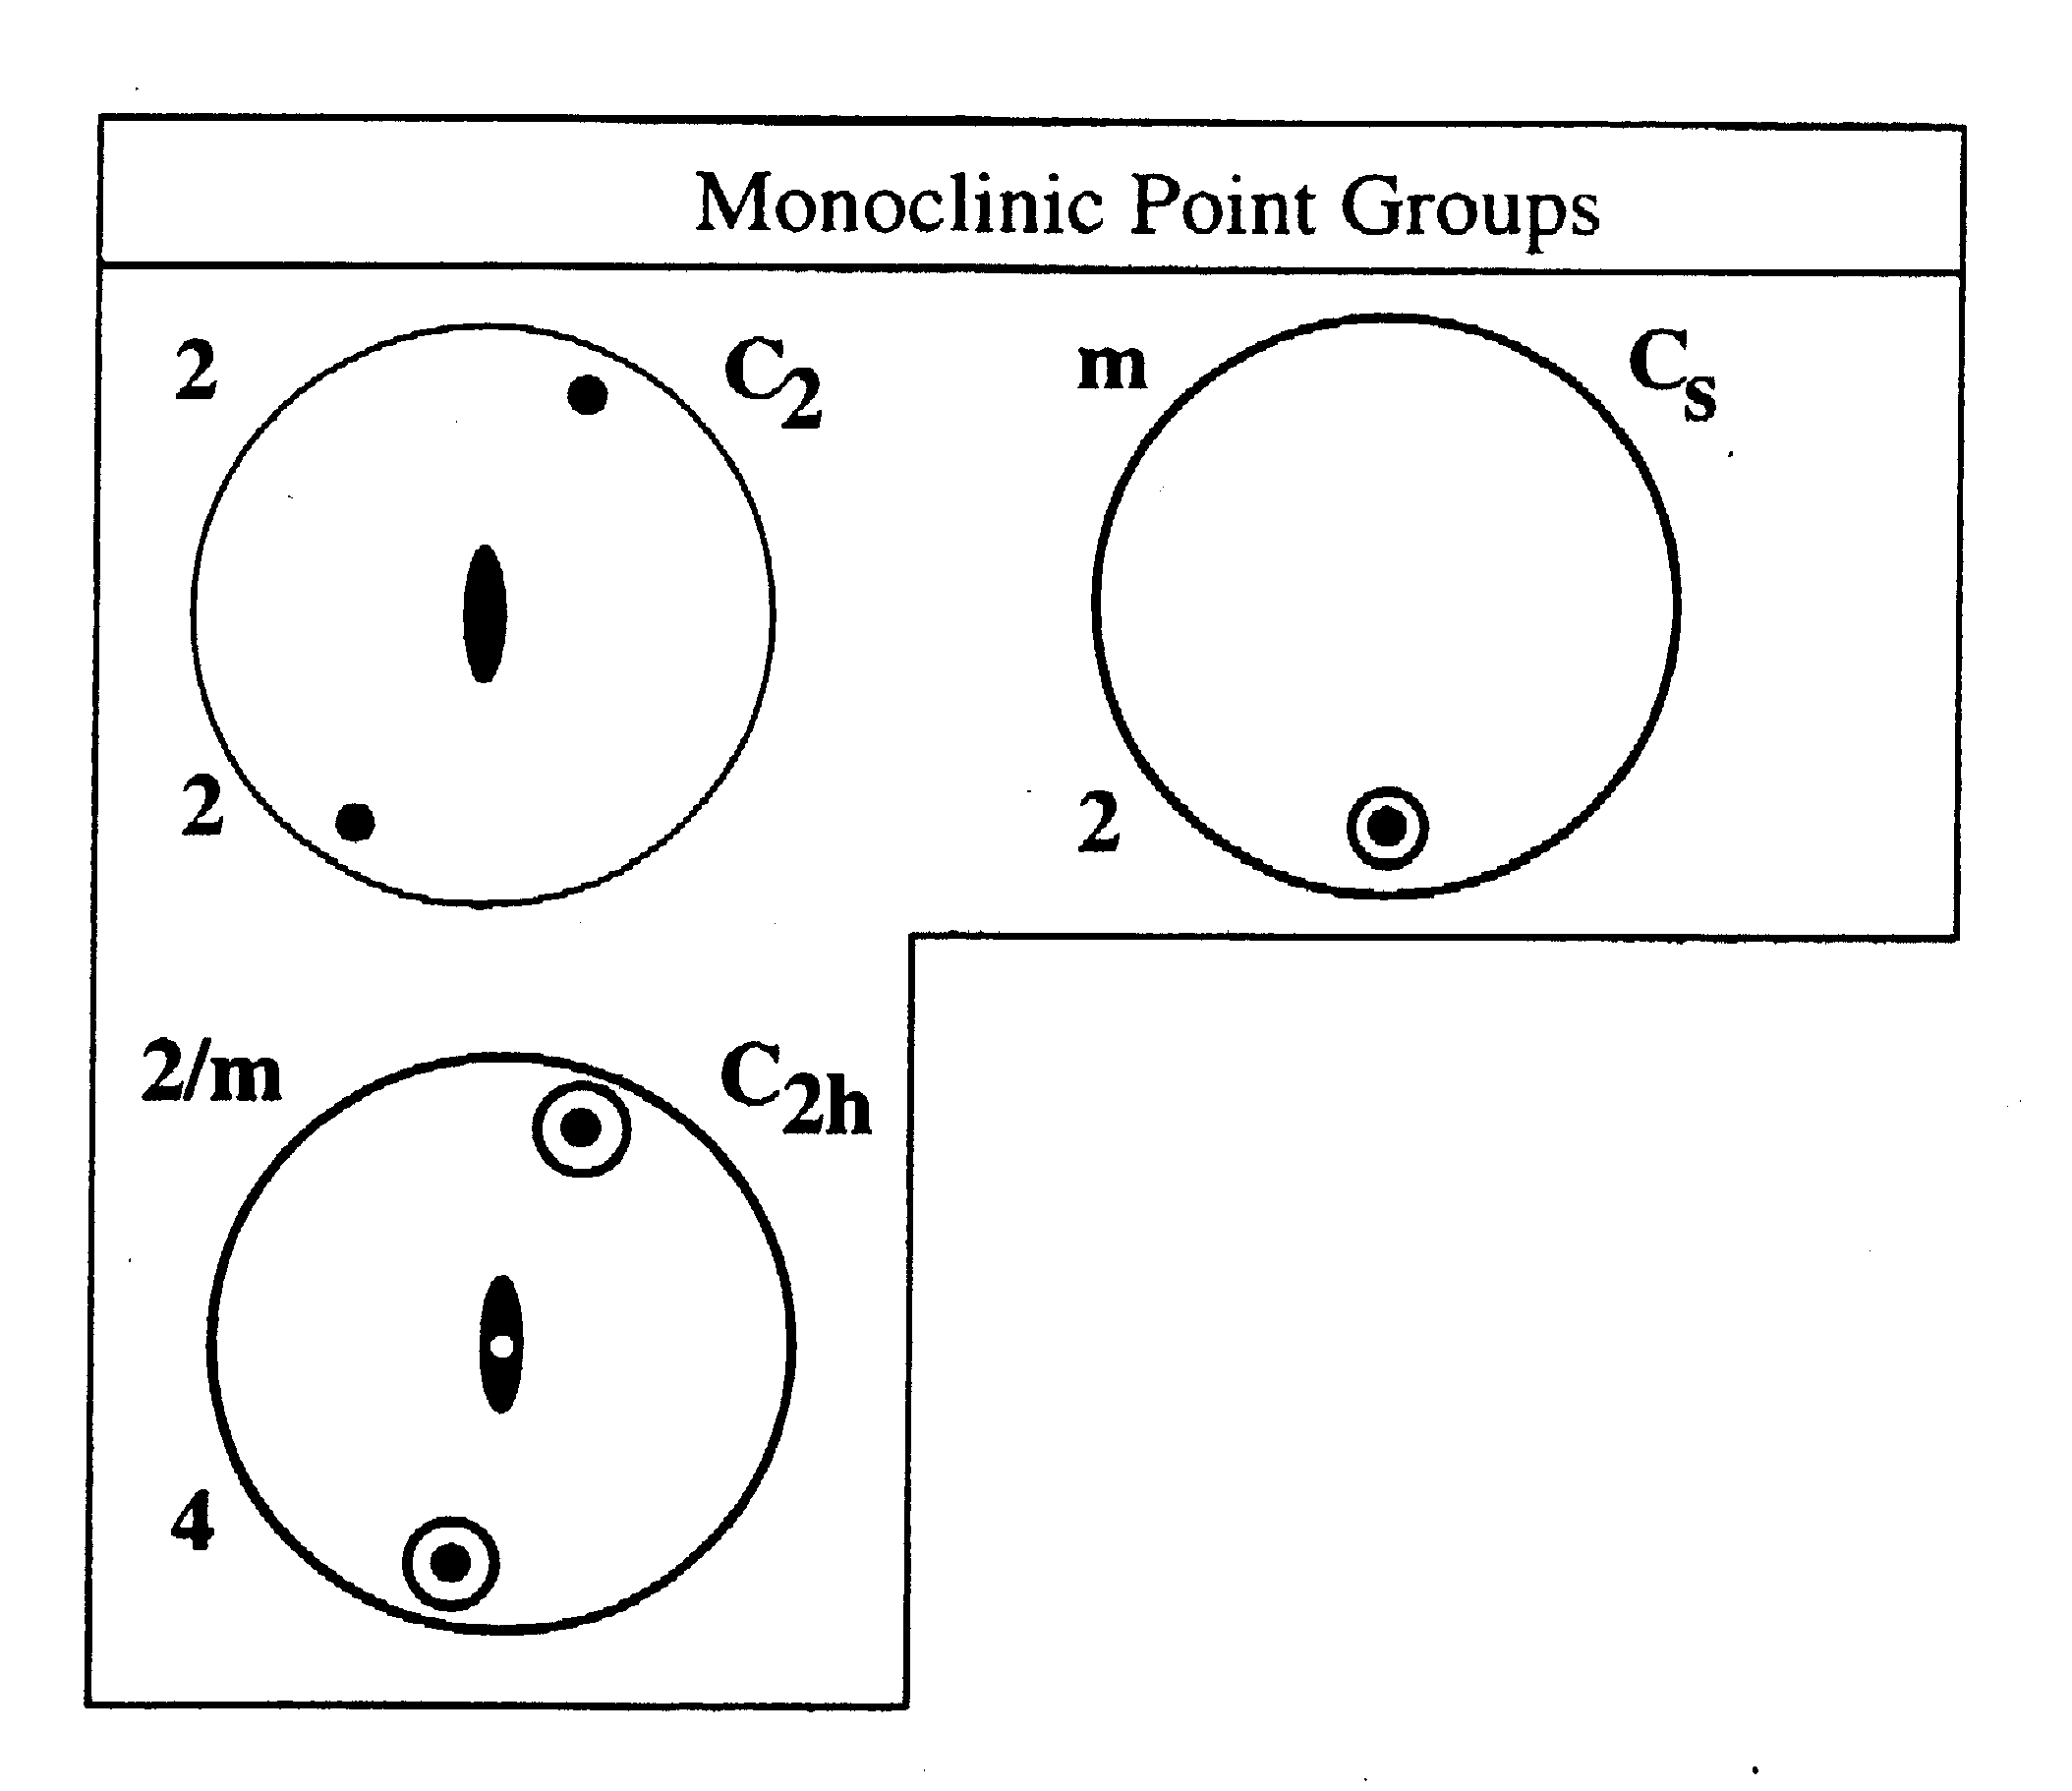 Monoclinic Point Groups
2 C2 m Cs
2 2
2/m C2h
4